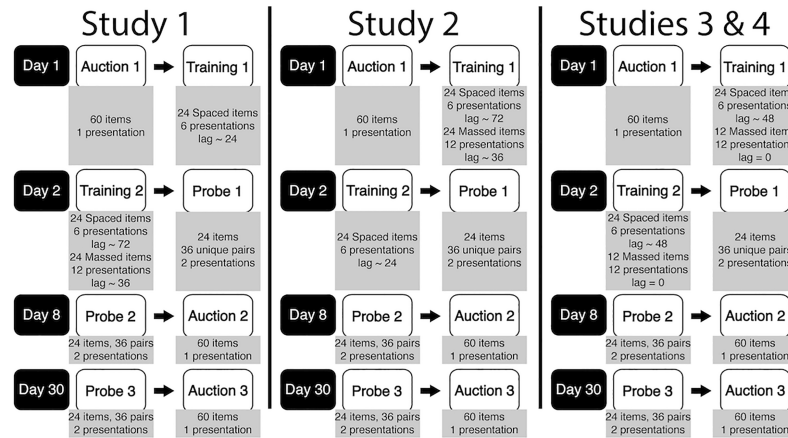 Study 1
Day 1
Auction 1
Training 1
60 items
1 presentation
24 Spaced items
6 presentations
lag ~ 24
Day 2
Training 2
Probe 1
24 Spaced items
6 presentations
lag ~ 72
24 Massed items
12 presentations
lag ~ 36
24 items
36 unique pairs
2 presentations
Day 8
Probe 2
Auction 2
24 items, 36 pairs
2 presentations
60 items
1 presentation
Day 30
Probe 3
Auction 3
24 items, 36 pairs
2 presentations
60 items
1 presentation
Study 2
Day 1
Auction 1
Training 1
60 items
1 presentation
24 Spaced items
6 presentations
lag ~ 72
24 Massed items
12 presentations
lag ~ 36
Day 2
Training 2
Probe 1
24 Spaced items
6 presentations
lag ~ 24
24 items
36 unique pairs
2 presentations
Day 8
Probe 2
Auction 2
24 items, 36 pairs
2 presentations
60 items
1 presentation
Day 30
Probe 3
Auction 3
24 items, 36 pairs
2 presentations
60 items
1 presentation
Studies 3 & 4
Day 1
Auction 1
Training 1
60 items
1 presentation
24 Spaced item
6 presentations
lag ~ 48
12 Massed item
12 presentation
lag = 0
Day 2
Training 2
Probe 1
24 Spaced items
6 presentations
lag ~ 48
12 Massed items
12 presentations
lag = 0
24 items
36 unique pairs
2 presentations
Day 8
Probe 2
Auction 2
24 items, 36 pairs
2 presentations
60 items
1 presentation
Day 30
Probe 3
Auction 3
24 items, 36 pairs
2 presentations
60 items
1 presentation